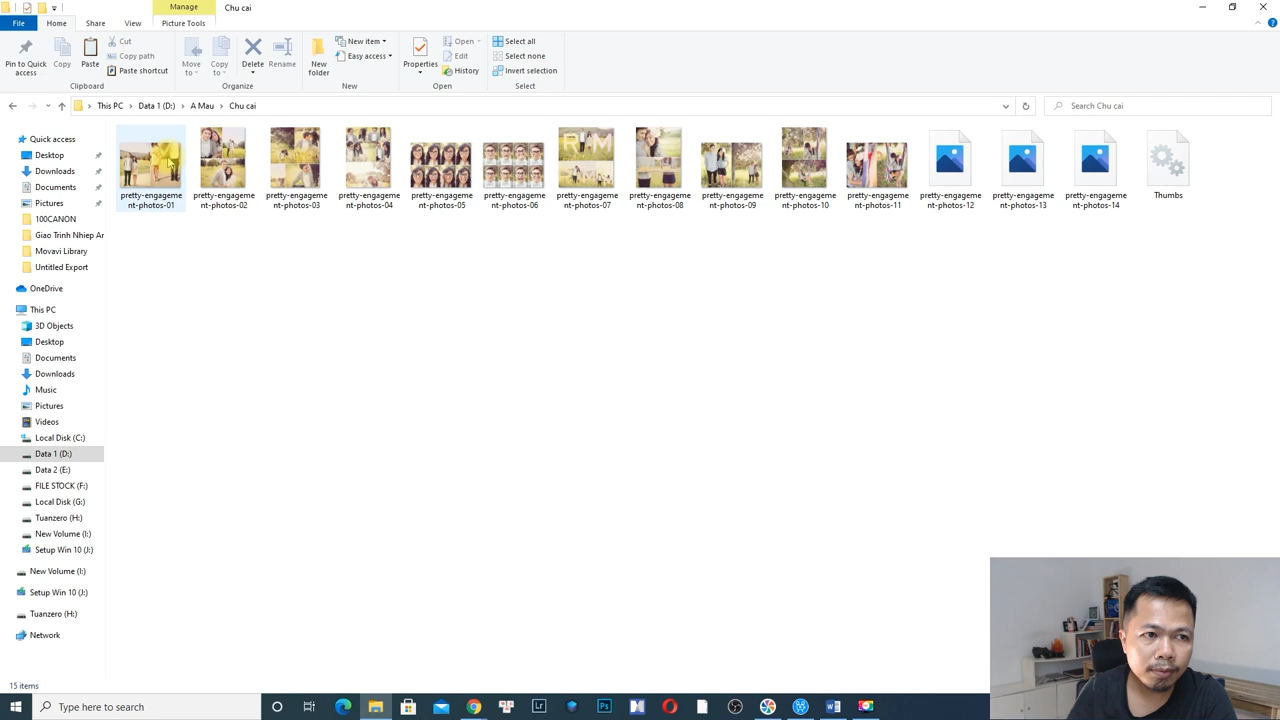 Manage
Chu cai
File
Home
Share
View
Picture Tools
Pin to Quick access
Copy
Paste
Cut
Copy path
Paste shortcut
Clipboard
Move to
Copy to
Delete
Rename
Organize
New folder
New item
Easy access
New
Properties
Open
Edit
History
Open
Select all
Select none
Invert selection
Select
This PC > Data 1 (D:) > A Mau > Chu cai
Search Chu cai
Quick access
Desktop
Downloads
Documents
Pictures
100CANON
Giao Trinh Nhiep Ar
Movavi Library
Untitled Export
OneDrive
This PC
3D Objects
Desktop
Documents
Downloads
Music
Pictures
Videos
Local Disk (C:)
Data 1 (D:)
Data 2 (E:)
FILE STOCK (F:)
Local Disk (G:)
Tuanzero (H:)
New Volume (I:)
Setup Win 10 (J:)
New Volume (I:)
Setup Win 10 (J:)
Tuanzero (H:)
Network
pretty-engageme
nt-photos-01
pretty-engageme
nt-photos-02
pretty-engageme
nt-photos-03
pretty-engageme
nt-photos-04
pretty-engageme
nt-photos-05
pretty-engageme
nt-photos-06
RM
pretty-engageme
nt-photos-07
pretty-engageme
nt-photos-08
pretty-engageme
nt-photos-09
pretty-engageme
nt-photos-10
pretty-engageme
nt-photos-11
pretty-engageme
nt-photos-12
pretty-engageme
nt-photos-13
pretty-engageme
nt-photos-14
Thumbs
15 items
Type here to search
Lr
Ps